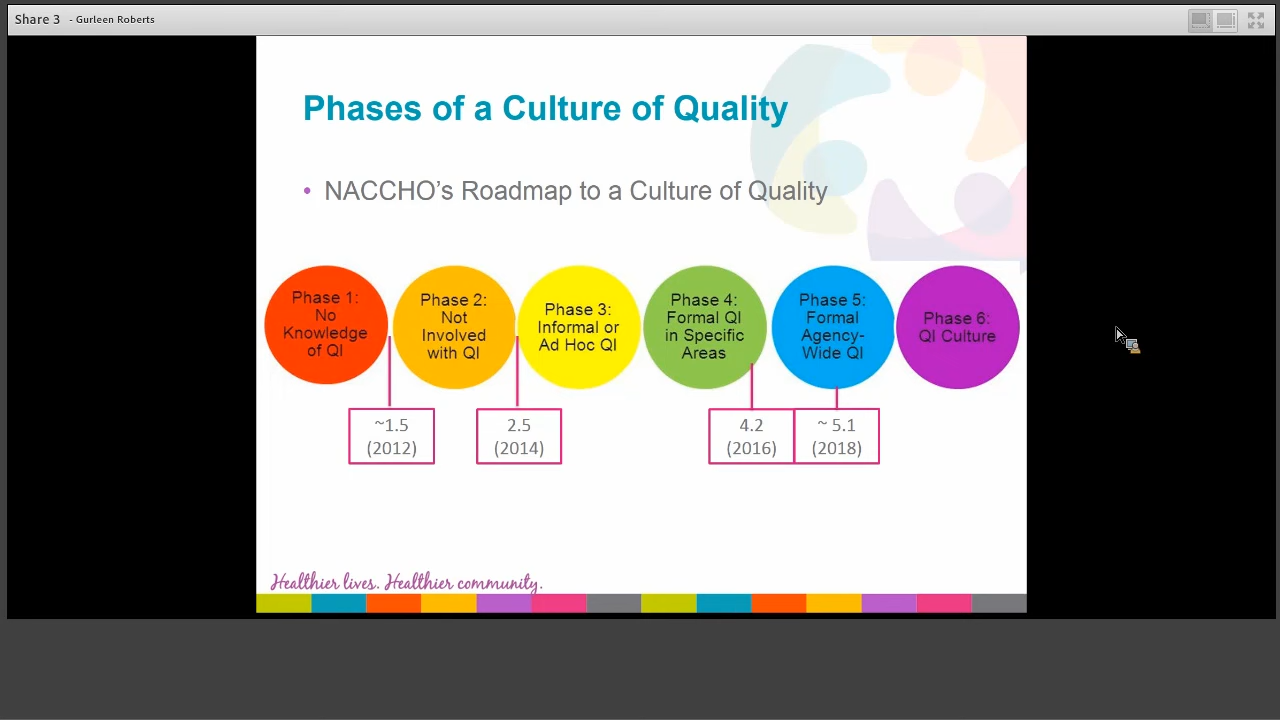 Share 3 - Gurleen Roberts
Phases of a Culture of Quality
• NACCHO’s Roadmap to a Culture of Quality
Phase 1:
No
Knowledge
of QI
Phase 2:
Not
Involved
with QI
Phase 3:
Informal or
Ad Hoc QI
Phase 4:
Formal QI
in Specific
Areas
Phase 5:
Formal
Agency-
Wide QI
Phase 6:
QI Culture
~1.5
(2012)
2.5
(2014)
4.2
(2016)
~ 5.1
(2018)
Healthier lives. Healthier community.